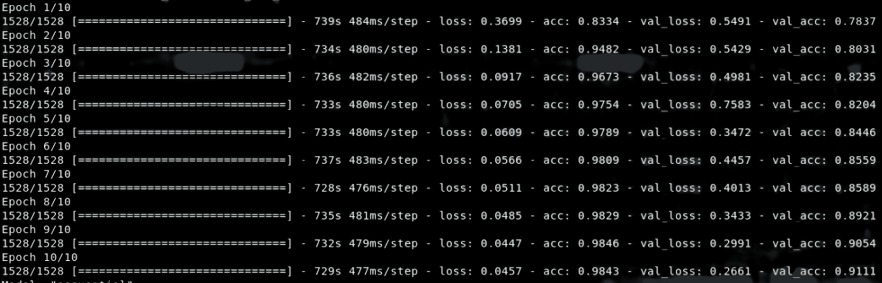 Epoch 1/10
1528/1528 [==============================] - 739s 484ms/step - loss: 0.3699 - acc: 0.8334 - val_loss: 0.5491 - val_acc: 0.7837
Epoch 2/10
1528/1528 [==============================] - 734s 480ms/step - loss: 0.1381 - acc: 0.9482 - val_loss: 0.5429 - val_acc: 0.8031
Epoch 3/10
1528/1528 [==============================] - 736s 482ms/step - loss: 0.0917 - acc: 0.9673 - val_loss: 0.4981 - val_acc: 0.8235
Epoch 4/10
1528/1528 [==============================] - 733s 480ms/step - loss: 0.0705 - acc: 0.9754 - val_loss: 0.7583 - val_acc: 0.8204
Epoch 5/10
1528/1528 [==============================] - 733s 480ms/step - loss: 0.0609 - acc: 0.9789 - val_loss: 0.3472 - val_acc: 0.8446
Epoch 6/10
1528/1528 [==============================] - 737s 483ms/step - loss: 0.0566 - acc: 0.9809 - val_loss: 0.4457 - val_acc: 0.8559
Epoch 7/10
1528/1528 [==============================] - 728s 476ms/step - loss: 0.0511 - acc: 0.9823 - val_loss: 0.4013 - val_acc: 0.8589
Epoch 8/10
1528/1528 [==============================] - 735s 481ms/step - loss: 0.0485 - acc: 0.9829 - val_loss: 0.3433 - val_acc: 0.8921
Epoch 9/10
1528/1528 [==============================] - 732s 479ms/step - loss: 0.0447 - acc: 0.9846 - val_loss: 0.2991 - val_acc: 0.9054
Epoch 10/10
1528/1528 [==============================] - 729s 477ms/step - loss: 0.0457 - acc: 0.9843 - val_loss: 0.2661 - val_acc: 0.9111